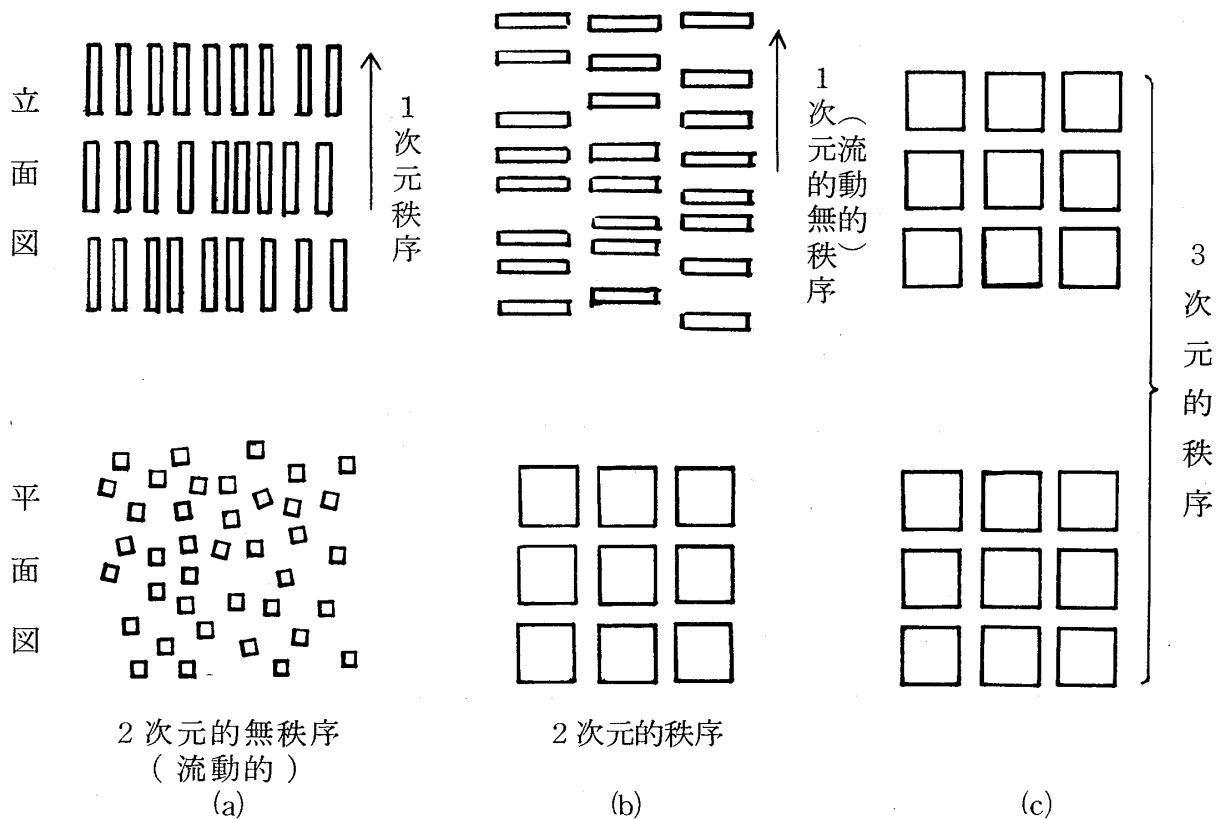 立面図
1次元秩序
1次元的無秩序
(流動的)
3次元的秩序
平面図
2次元的無秩序
(流動的)
2次元的秩序
(a)
(b)
(c)